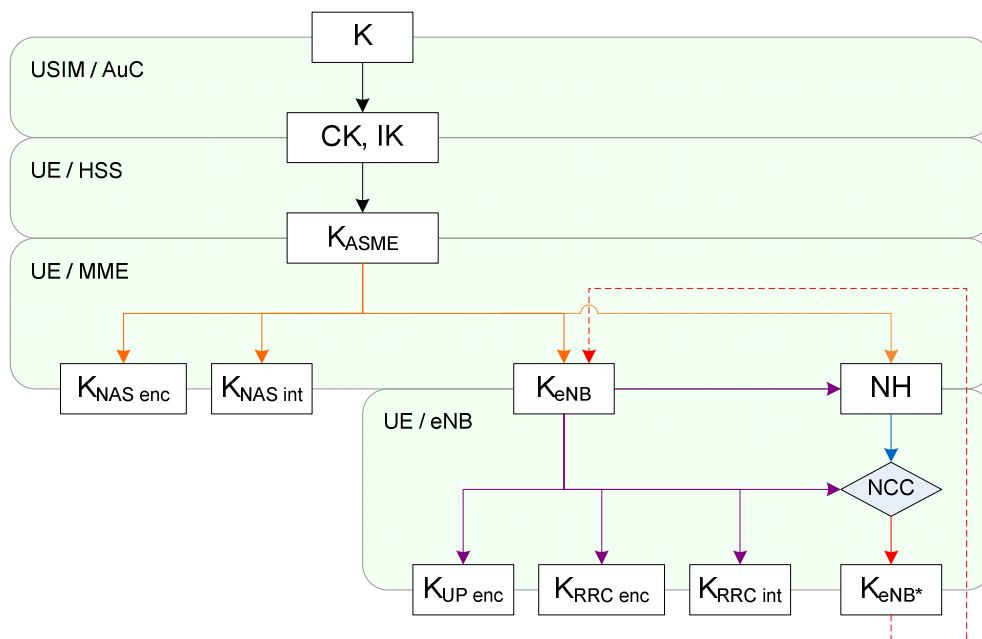 K
USIM / AuC
CK, IK
UE / HSS
KASME
UE / MME
KNAS enc
KNAS int
KeNB
NH
UE / eNB
NCC
KUP enc
KRRC enc
KRRC int
KeNB*